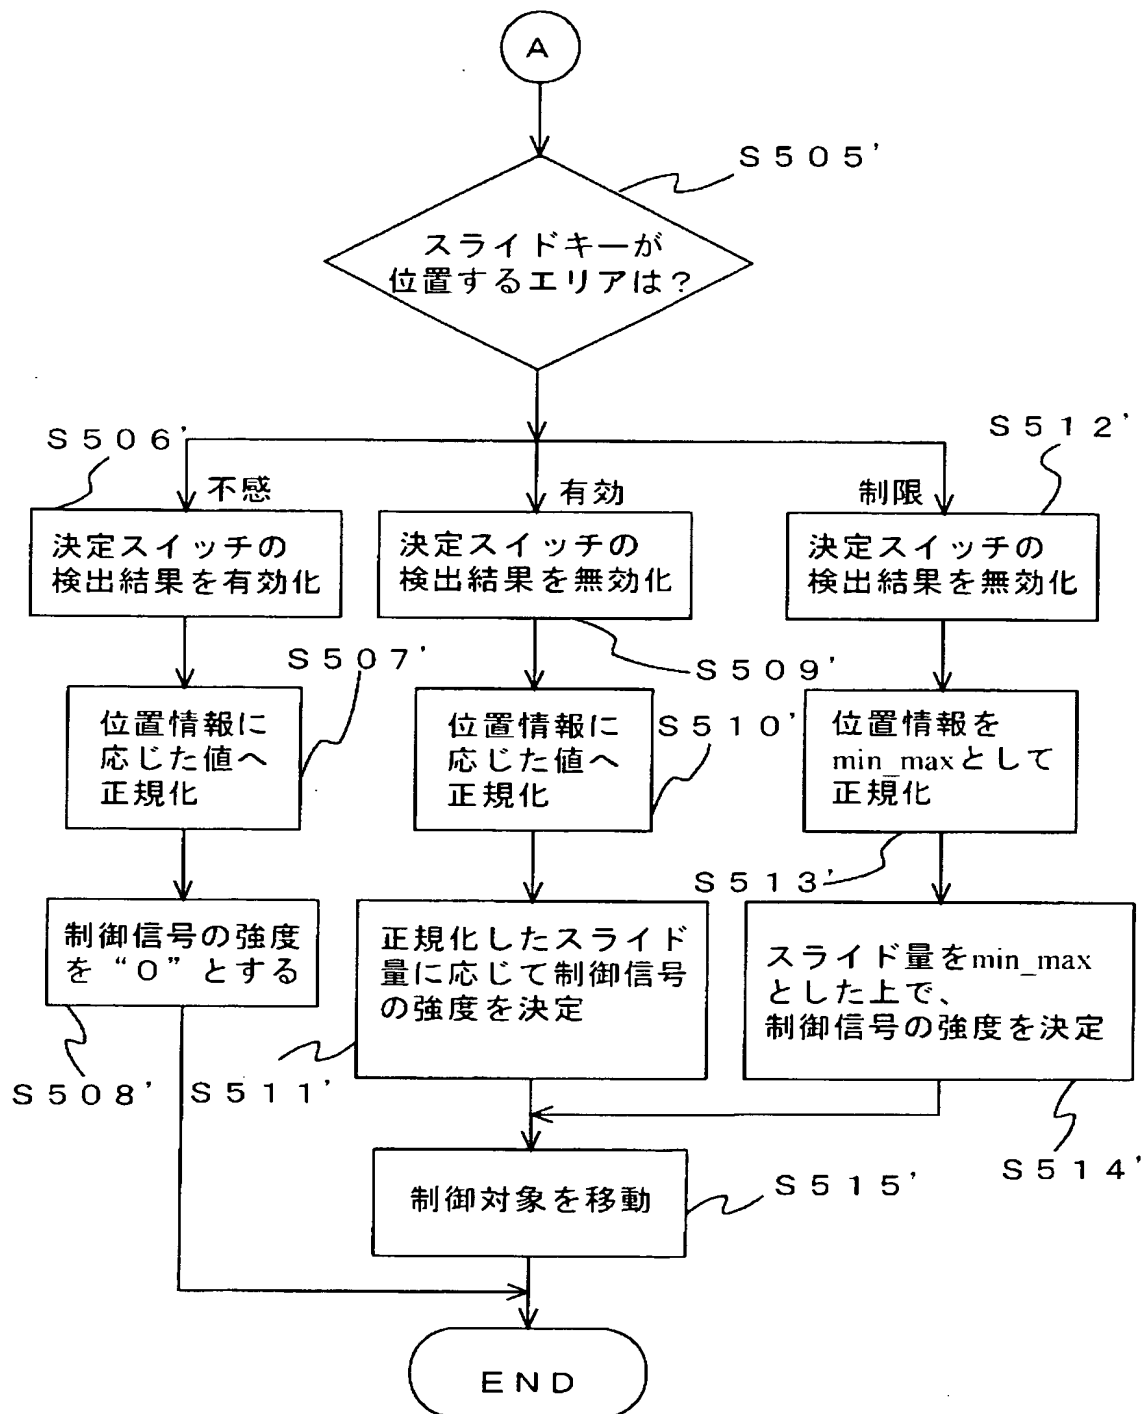 A
S505'
スライドキーが
位置するエリアは?
S506'
S512'
不感
有効
制限
決定スイッチの
検出結果を有効化
決定スイッチの
検出結果を無効化
決定スイッチの
検出結果を無効化
S507'
S509'
S510'
位置情報に
応じた値へ
正規化
位置情報に
応じた値へ
正規化
位置情報を
min_maxとして
正規化
S513'
制御信号の強度
を“0”とする
正規化したスライド
量に応じて制御信号
の強度を決定
スライド量をmin_max
とした上で、
制御信号の強度を決定
S508'
S511'
S514'
制御対象を移動
S515'
END